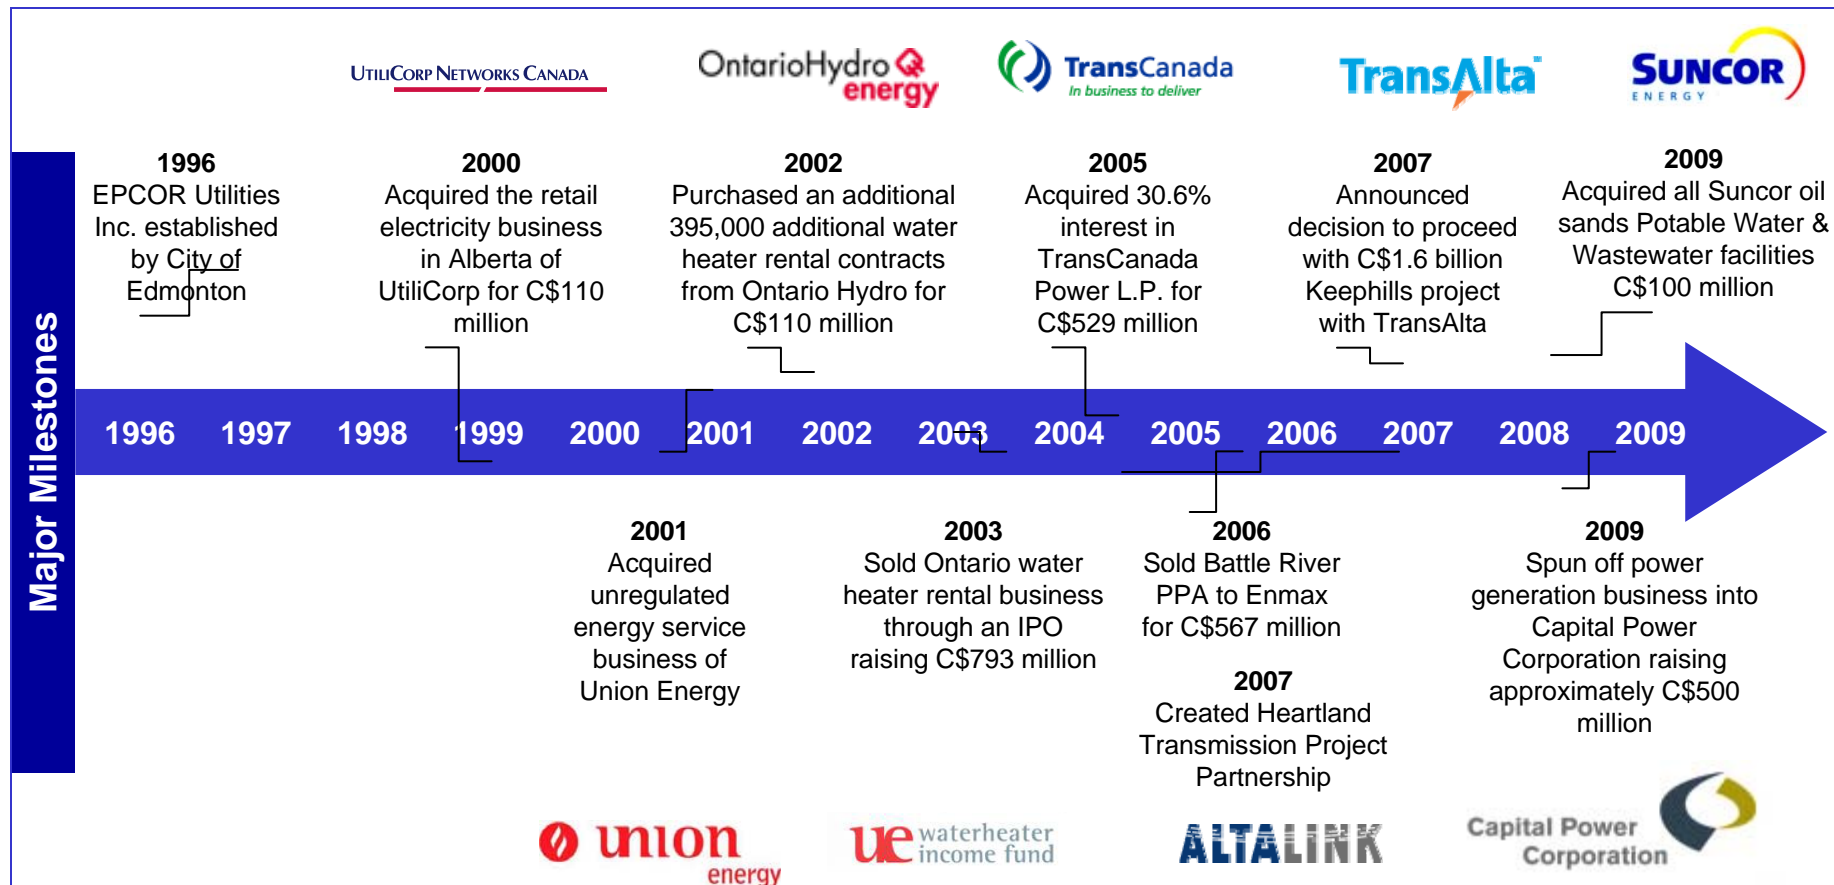 UTILICORP NETWORKS CANADA
OntarioHydro
energy
TransCanada
In business to deliver
TransAlta™
SUNCOR
ENERGY
Major Milestones
1996
EPCOR Utilities
Inc. established
by City of
Edmonton
2000
Acquired the retail
electricity business
in Alberta of
UtiliCorp for C$110
million
2002
Purchased an additional
395,000 additional water
heater rental contracts
from Ontario Hydro for
C$110 million
2005
Acquired 30.6%
interest in
TransCanada
Power L.P. for
C$529 million
2007
Announced
decision to proceed
with C$1.6 billion
Keephills project
with TransAlta
2009
Acquired all Suncor oil
sands Potable Water &
Wastewater facilities
C$100 million
1996 1997 1998 1999 2000 2001 2002 2003 2004 2005 2006 2007 2008 2009
2001
Acquired
unregulated
energy service
business of
Union Energy
2003
Sold Ontario water
heater rental business
through an IPO
raising C$793 million
2006
Sold Battle River
PPA to Enmax
for C$567 million
2007
Created Heartland
Transmission Project
Partnership
2009
Spun off power
generation business into
Capital Power
Corporation raising
approximately C$500
million
union
energy
ue waterheater
income fund
ALTALINK
Capital Power
Corporation